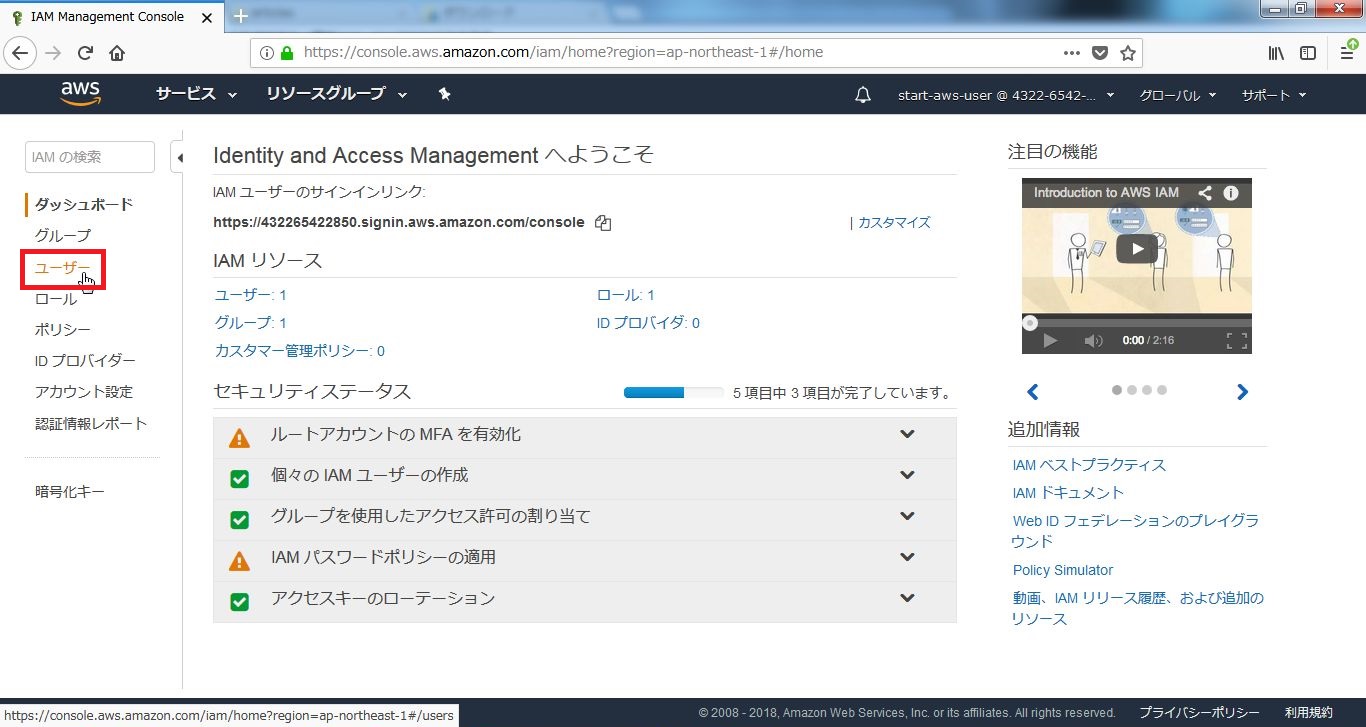 IAM Management Console
https://console.aws.amazon.com/iam/home?region=ap-northeast-1#/home
aws
サービス
リソースグループ
start-aws-user @ 4322-6542-...
グローバル
サポート
IAM の検索
ダッシュボード
グループ
ユーザー
ロール
ポリシー
ID プロバイダー
アカウント設定
認証情報レポート
暗号化キー
Identity and Access Management へようこそ
IAM ユーザーのサインインリンク:
https://432265422850.signin.aws.amazon.com/console
| カスタマイズ
IAM リソース
ユーザー: 1
ロール: 1
グループ: 1
ID プロバイダ: 0
カスタマー管理ポリシー: 0
セキュリティステータス
5 項目中 3 項目が完了しています。
ルートアカウントの MFA を有効化
個々の IAM ユーザーの作成
グループを使用したアクセス許可の割り当て
IAM パスワードポリシーの適用
アクセスキーのローテーション
注目の機能
Introduction to AWS IAM
0:00 / 2:16
追加情報
IAM ベストプラクティス
IAM ドキュメント
Web ID フェデレーションのプレイグラ
ウンド
Policy Simulator
動画、IAM リリース履歴、および追加の
リソース
https://console.aws.amazon.com/iam/home?region=ap-northeast-1#/users
© 2008 - 2018, Amazon Web Services, Inc. or its affiliates. All rights reserved.
プライバシーポリシー
利用規約